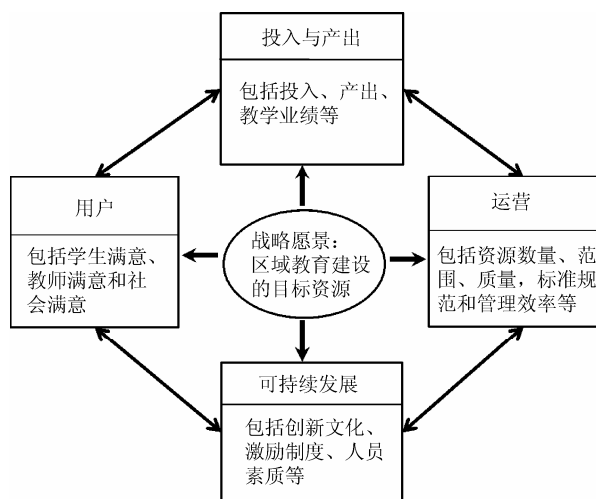 投入与产出
包括投入、产出、
教学业绩等
用户
包括学生满意、
教师满意和社
会满意
战略愿景：
区域教育建设
的目标资源
运营
包括资源数量、范
围、质量，标准规
范和管理效率等
可持续发展
包括创新文化、
激励制度、人员
素质等